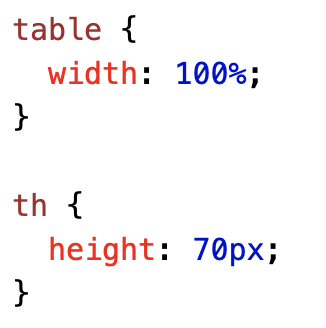 table {
  width: 100%;
}

th {
  height: 70px;
}